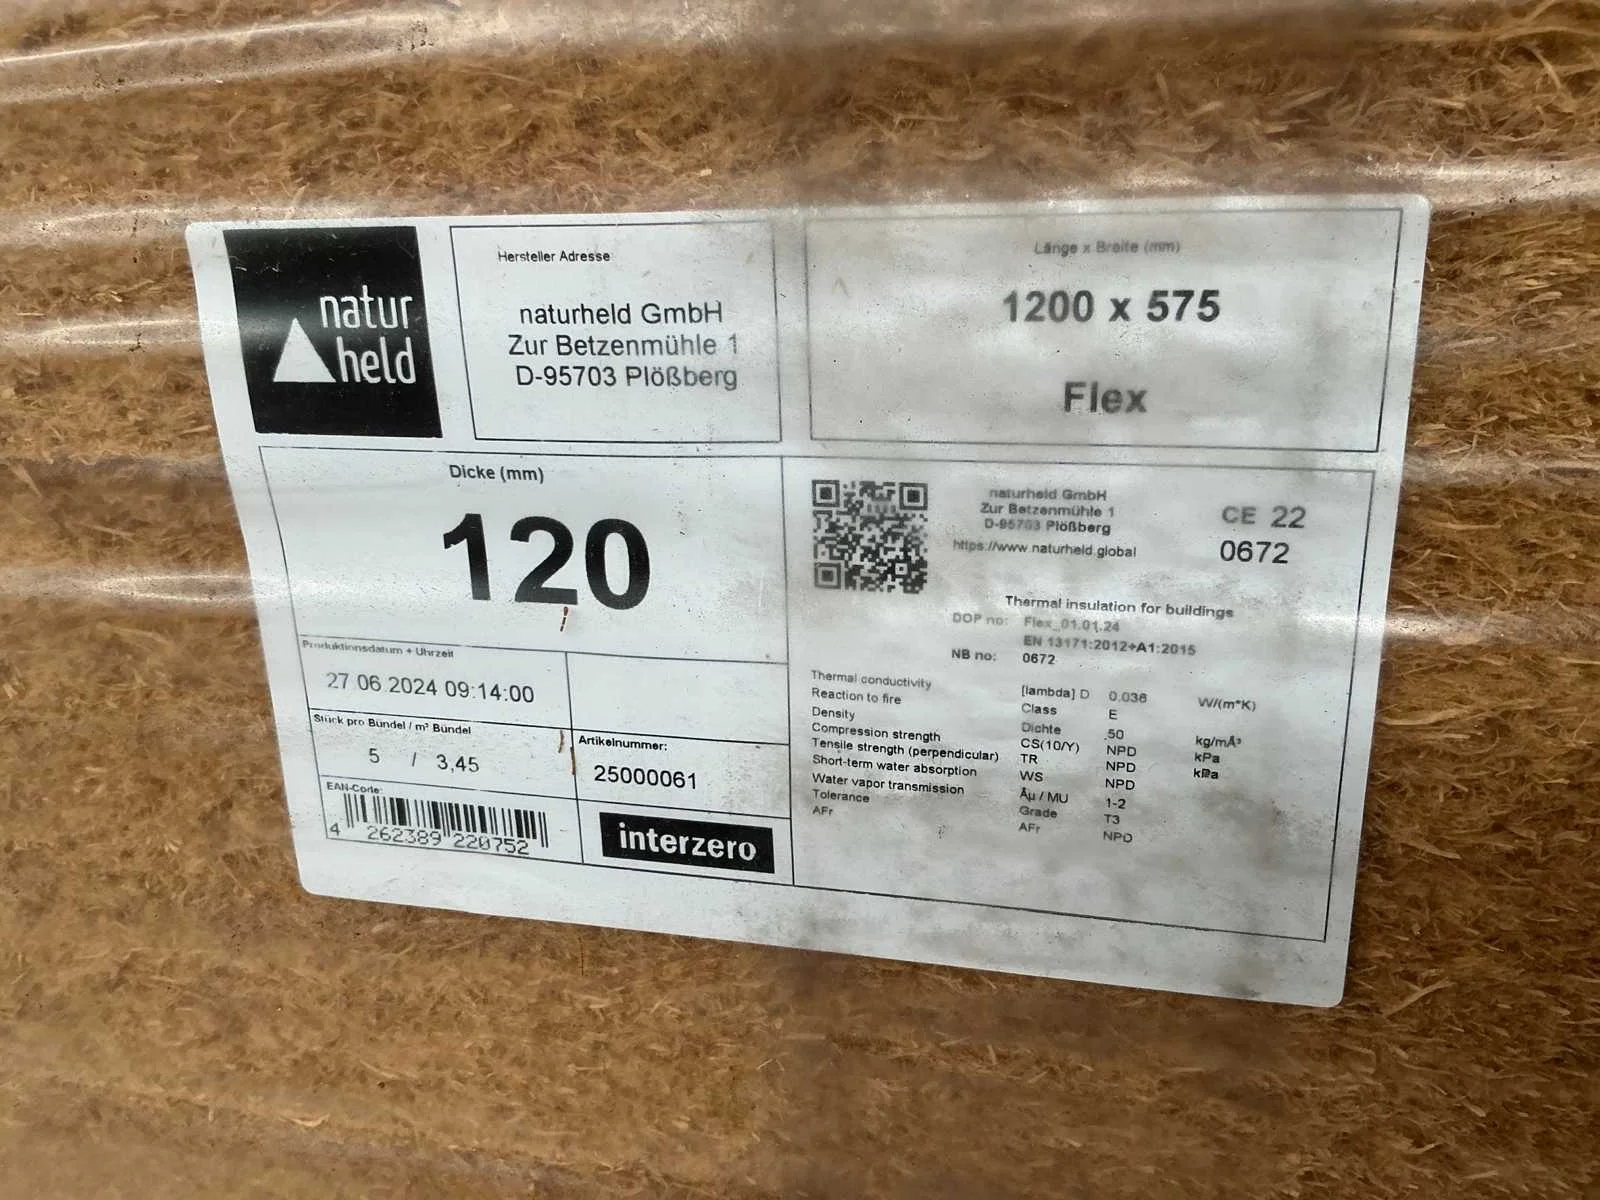 natur
held
Hersteller Adresse
naturheld GmbH
Zur Betzenmühle 1
D-95703 Plößberg
Länge x Breite (mm)
1200 x 575
Flex
Dicke (mm)
120
Produktionsdatum + Uhrzeit
27.06.2024 09:14:00
Stück pro Bündel / m² Bündel
5 / 3,45
Artikelnummer:
25000061
EAN-Code:
4 262389 220752
interzero
naturheld GmbH
Zur Betzenmühle 1
D-95703 Plößberg
https://www.naturheld.global
CE 22
0672
Thermal insulation for buildings
DOP no: Flex_01.01.24
EN 13171:2012+A1:2015
NB no: 0672
Thermal conductivity [lambda] D 0.036 W/(m*K)
Reaction to fire Class E
Density Dichte 50 kg/mÂ³
Compression strength CS(10/Y) NPD kPa
Tensile strength (perpendicular) TR NPD kPa
Short-term water absorption WS NPD
Water vapor transmission Âµ / MU 1-2
Tolerance Grade T3
AFr AFr NPD